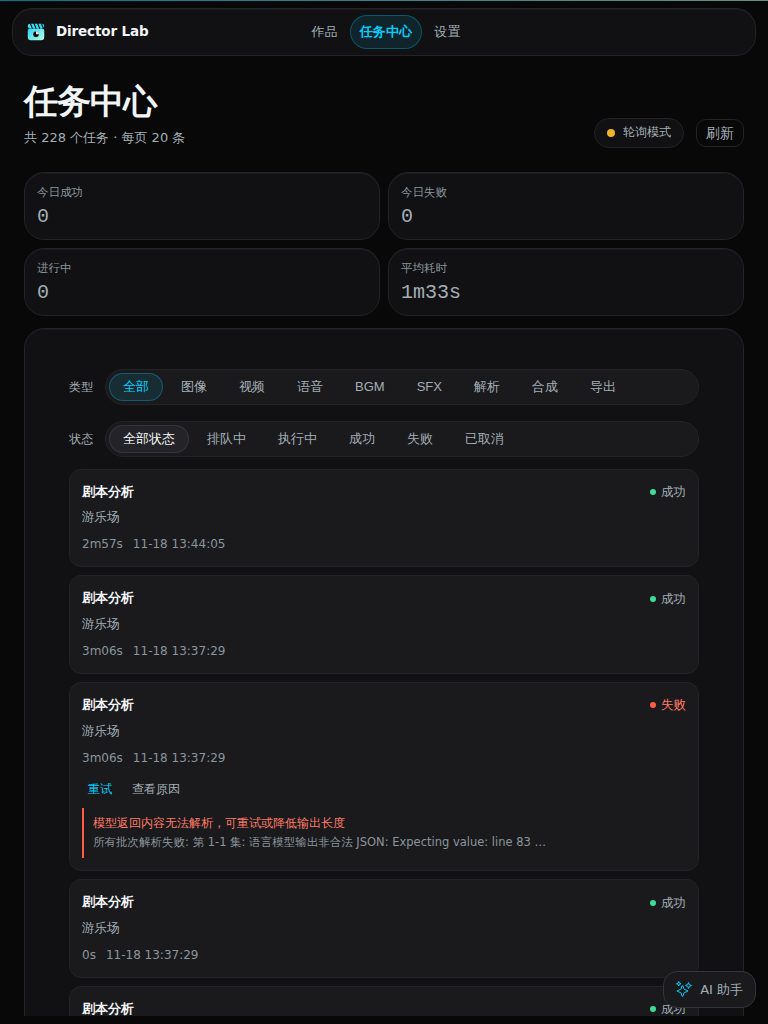 Director Lab
作品
任务中心
设置
任务中心
共 228 个任务 · 每页 20 条
轮询模式
刷新
今日成功
0
今日失败
0
进行中
0
平均耗时
1m33s
类型
全部
图像
视频
语音
BGM
SFX
解析
合成
导出
状态
全部状态
排队中
执行中
成功
失败
已取消
剧本分析
成功
游乐场
2m57s 11-18 13:44:05
剧本分析
成功
游乐场
3m06s 11-18 13:37:29
剧本分析
失败
游乐场
3m06s 11-18 13:37:29
重试
查看原因
模型返回内容无法解析，可重试或降低输出长度
所有批次解析失败: 第 1-1 集: 语言模型输出非合法 JSON: Expecting value: line 83 …
剧本分析
成功
游乐场
0s 11-18 13:37:29
剧本分析
成功
AI 助手